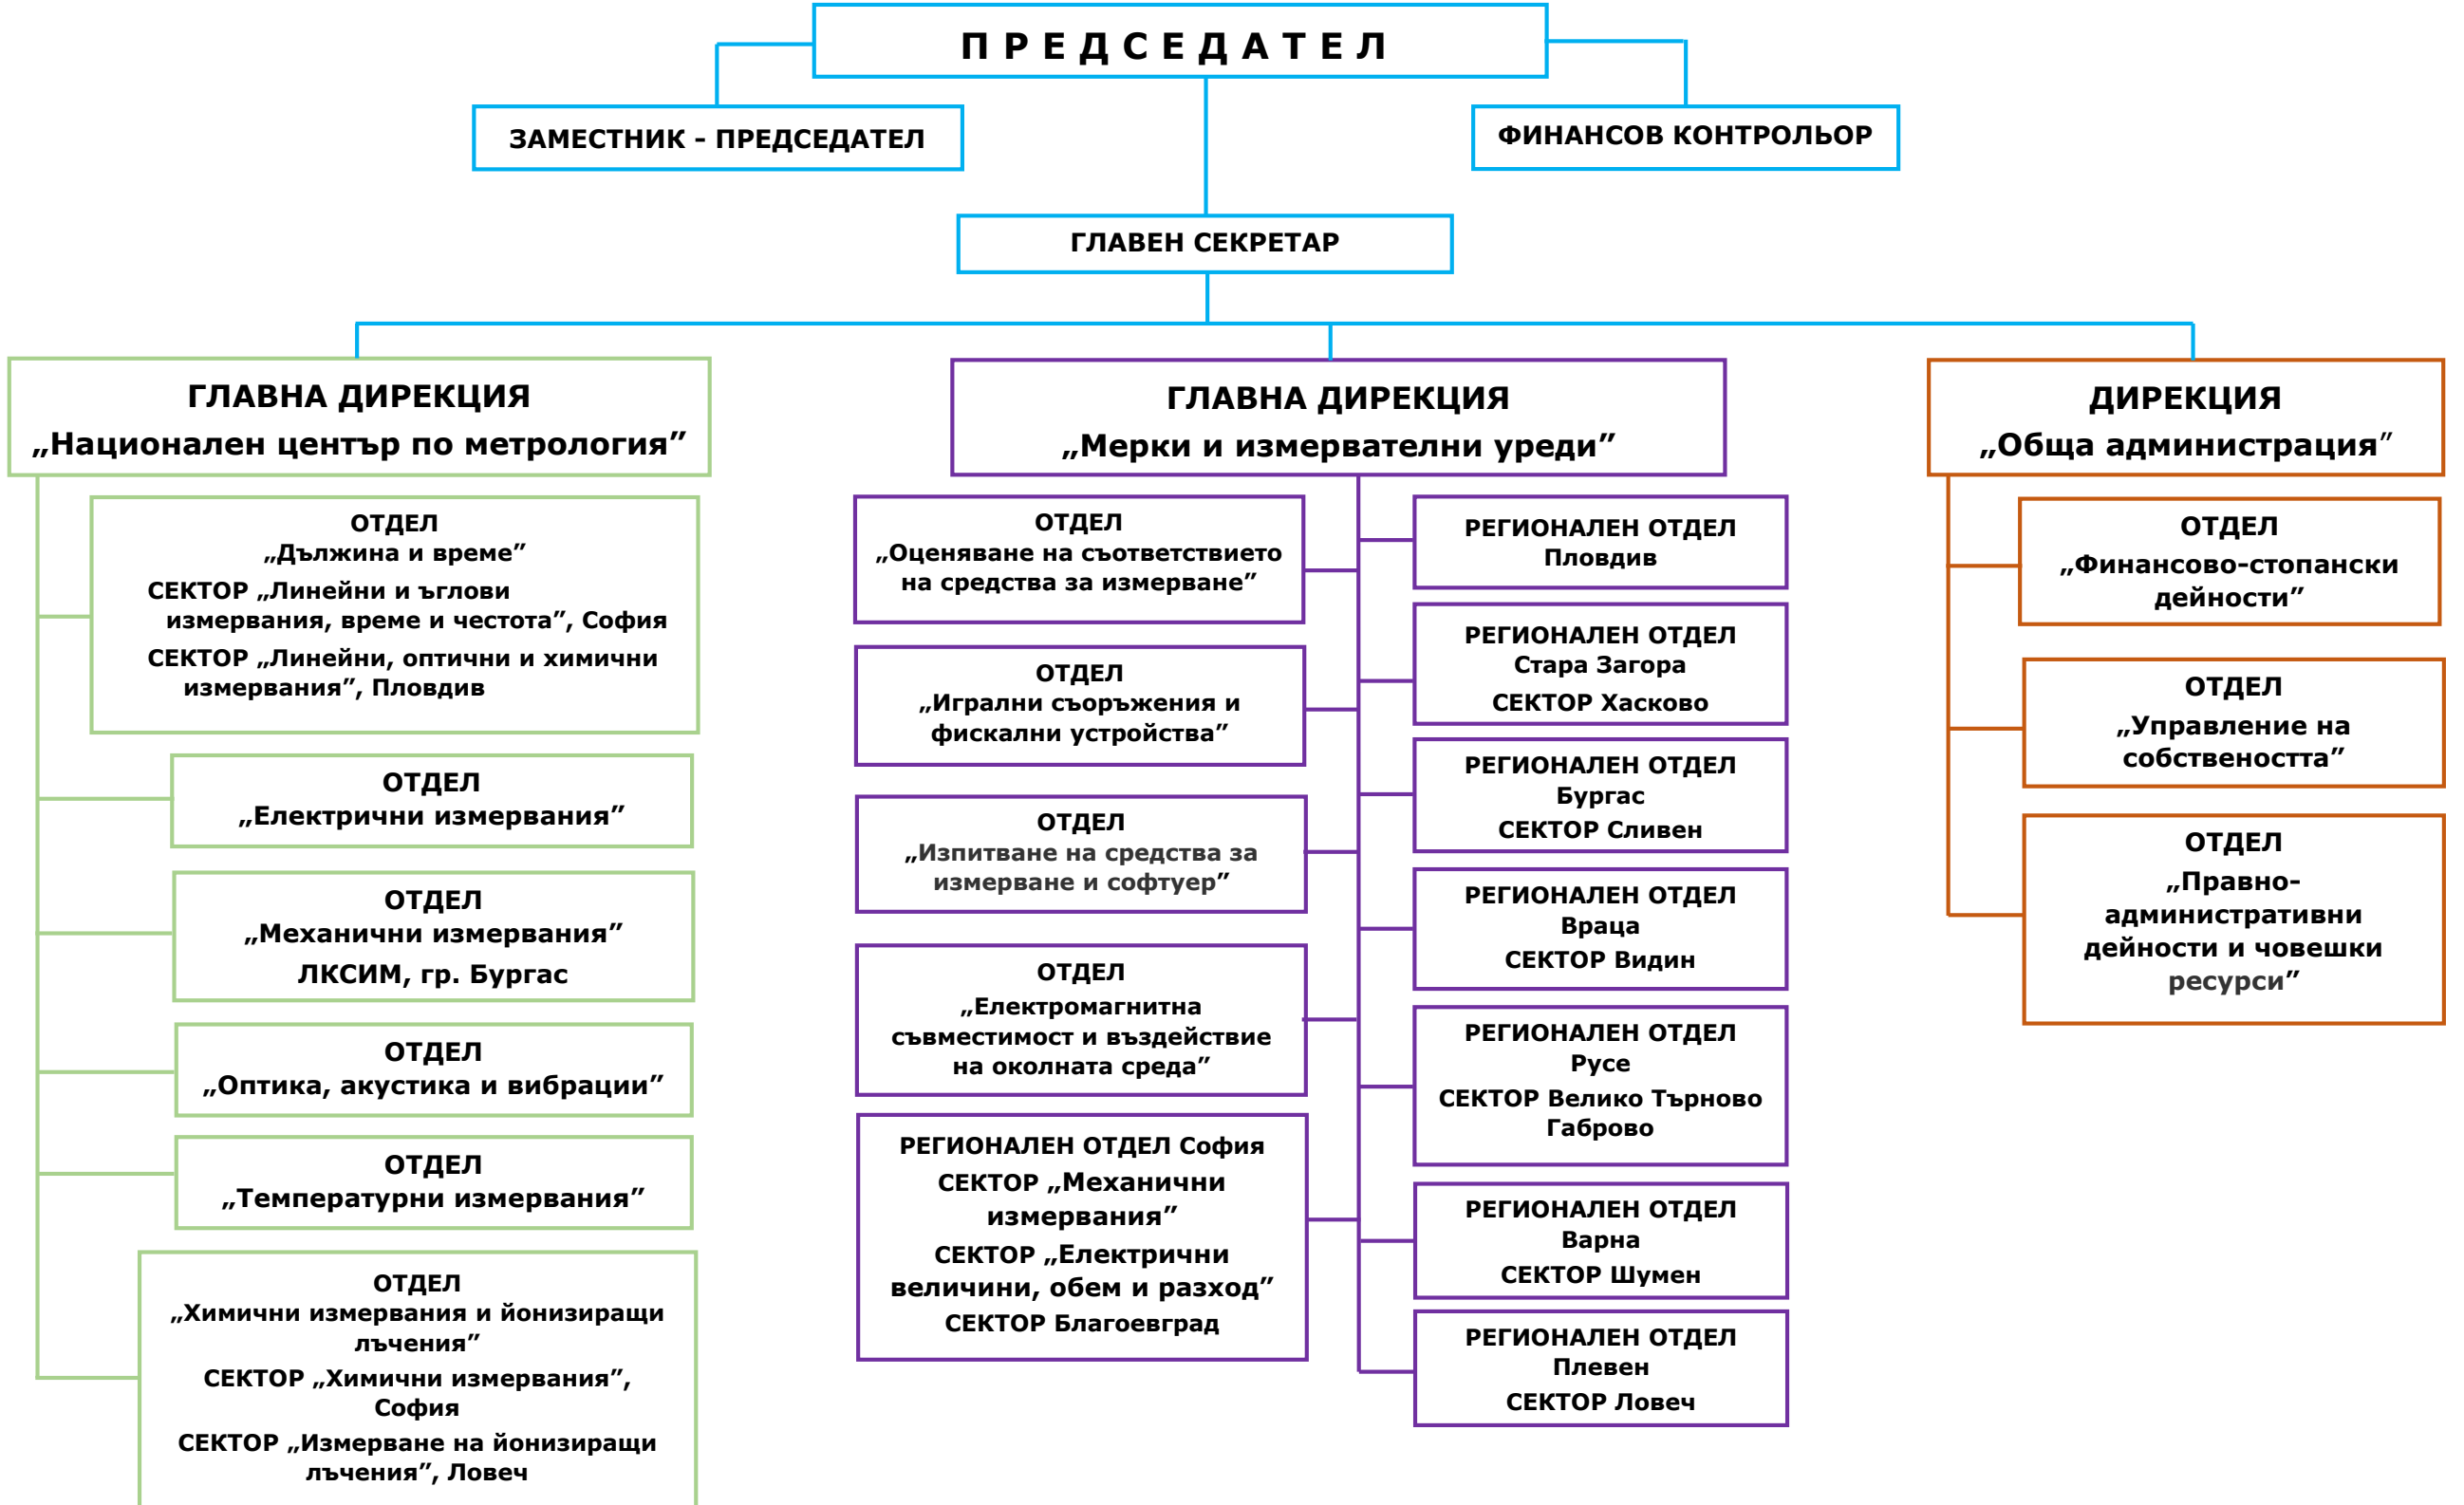 ПРЕДСЕДАТЕЛ
ЗАМЕСТНИК - ПРЕДСЕДАТЕЛ
ФИНАНСОВ КОНТРОЛЬОР
ГЛАВЕН СЕКРЕТАР
ГЛАВНА ДИРЕКЦИЯ
„Национален център по метрология”
ОТДЕЛ
„Дължина и време”
СЕКТОР „Линейни и ъглови
измервания, време и честота”, София
СЕКТОР „Линейни, оптични и химични
измервания”, Пловдив
ОТДЕЛ
„Електрични измервания”
ОТДЕЛ
„Механични измервания”
ЛКСИМ, гр. Бургас
ОТДЕЛ
„Оптика, акустика и вибрации”
ОТДЕЛ
„Температурни измервания”
ОТДЕЛ
„Химични измервания и йонизиращи
лъчения”
СЕКТОР „Химични измервания”,
София
СЕКТОР „Измерване на йонизиращи
лъчения”, Ловеч
ГЛАВНА ДИРЕКЦИЯ
„Мерки и измервателни уреди”
ОТДЕЛ
„Оценяване на съответствието
на средства за измерване”
ОТДЕЛ
„Игрални съоръжения и
фискални устройства”
ОТДЕЛ
„Изпитване на средства за
измерване и софтуер”
ОТДЕЛ
„Електромагнитна
съвместимост и въздействие
на околната среда”
РЕГИОНАЛЕН ОТДЕЛ София
СЕКТОР „Механични
измервания”
СЕКТОР „Електрични
величини, обем и разход”
СЕКТОР Благоевград
РЕГИОНАЛЕН ОТДЕЛ
Пловдив
РЕГИОНАЛЕН ОТДЕЛ
Стара Загора
СЕКТОР Хасково
РЕГИОНАЛЕН ОТДЕЛ
Бургас
СЕКТОР Сливен
РЕГИОНАЛЕН ОТДЕЛ
Враца
СЕКТОР Видин
РЕГИОНАЛЕН ОТДЕЛ
Русе
СЕКТОР Велико Търново
Габрово
РЕГИОНАЛЕН ОТДЕЛ
Варна
СЕКТОР Шумен
РЕГИОНАЛЕН ОТДЕЛ
Плевен
СЕКТОР Ловеч
ДИРЕКЦИЯ
„Обща администрация”
ОТДЕЛ
„Финансово-стопански
дейности”
ОТДЕЛ
„Управление на
собствеността”
ОТДЕЛ
„Правно-
административни
дейности и човешки
ресурси”